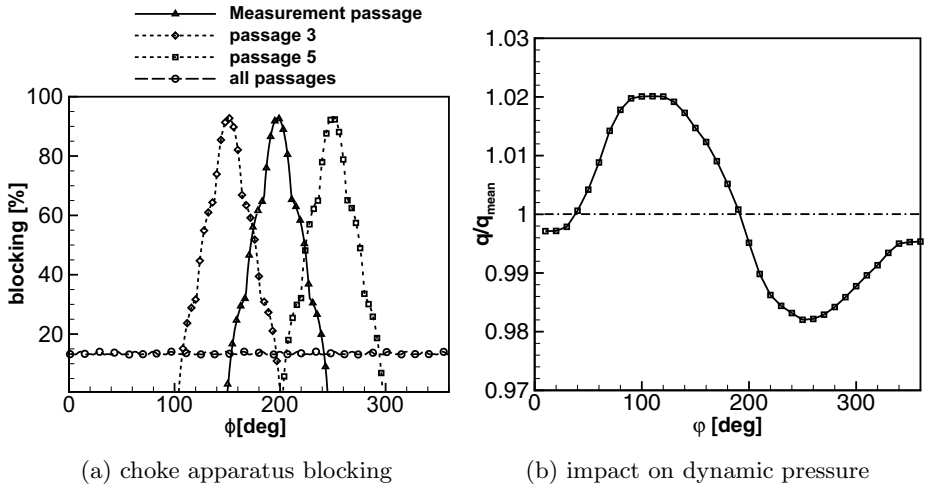 Measurement passage
passage 3
passage 5
all passages
blocking [%]
100
80
60
40
20
0
100
200
300
ϕ[deg]
(a) choke apparatus blocking
q/q_mean
1.03
1.02
1.01
1
0.99
0.98
0.97
0
100
200
300
φ [deg]
(b) impact on dynamic pressure